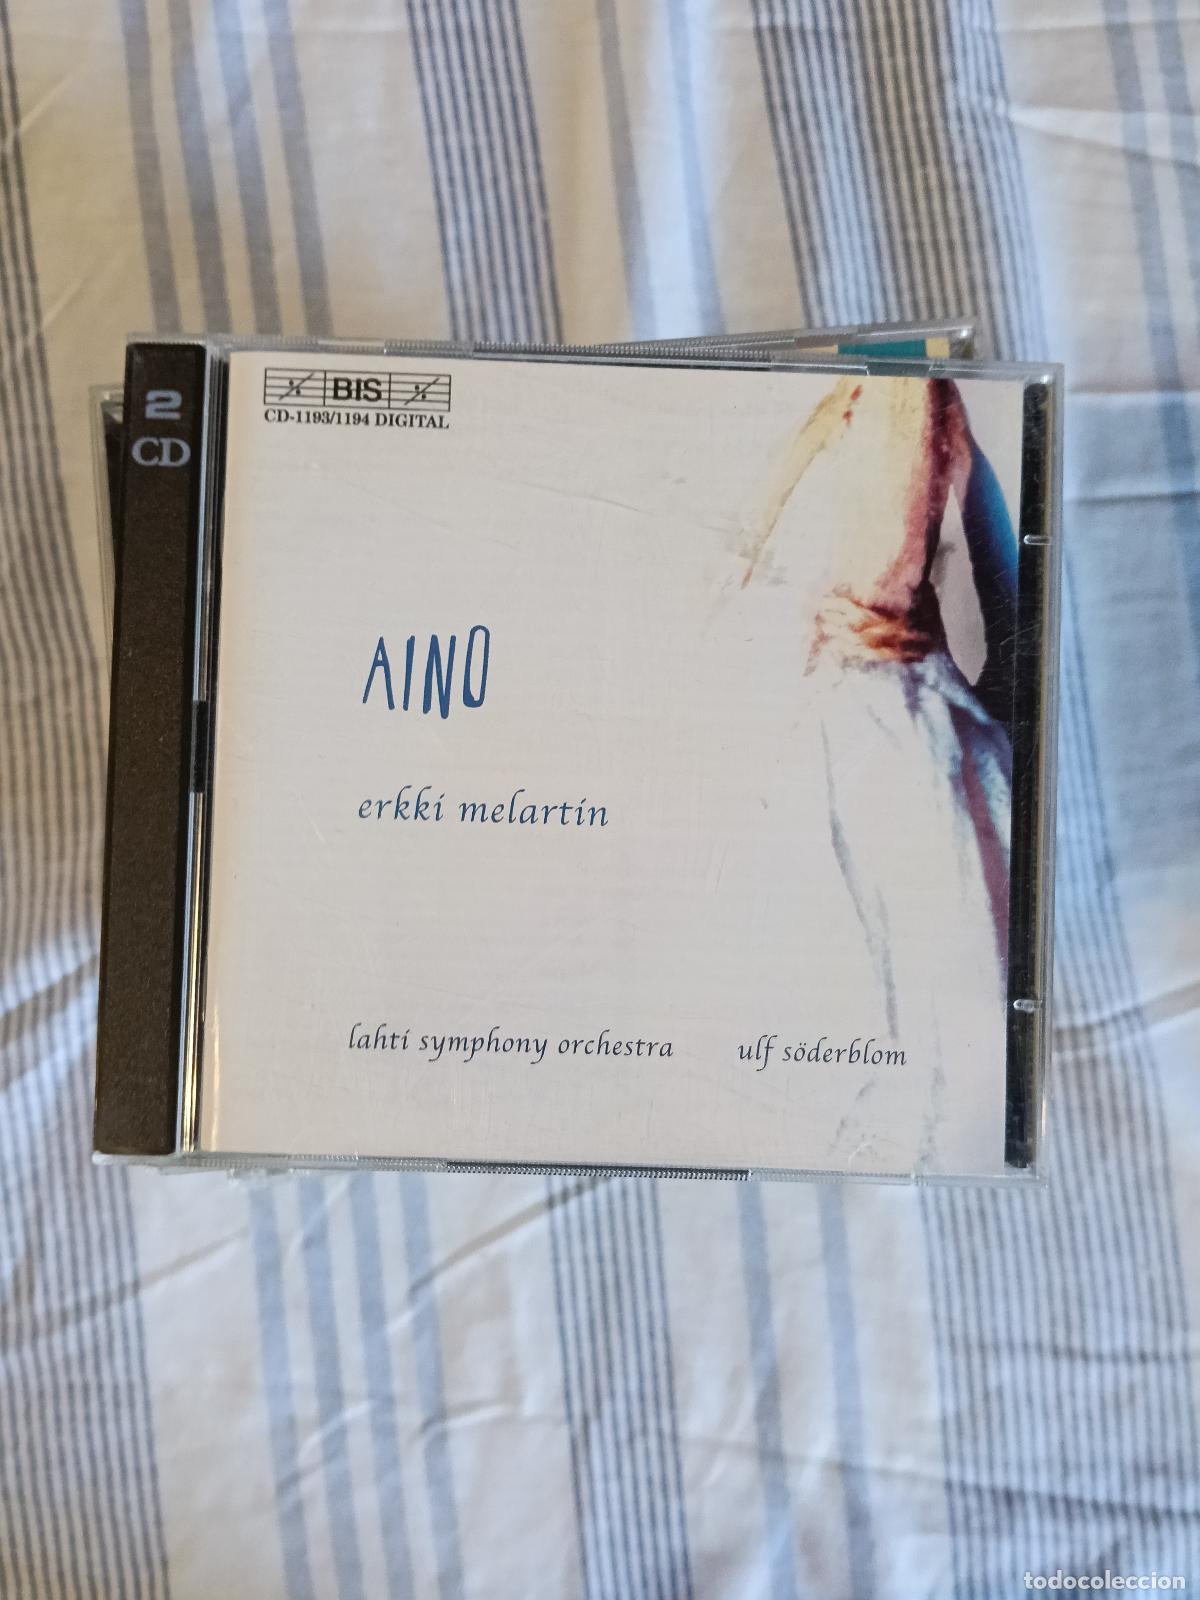 2
CD
BIS
CD-1193/1194 DIGITAL
AINO
erkki melartin
lahti symphony orchestra ulf söderblom
todocoleccion